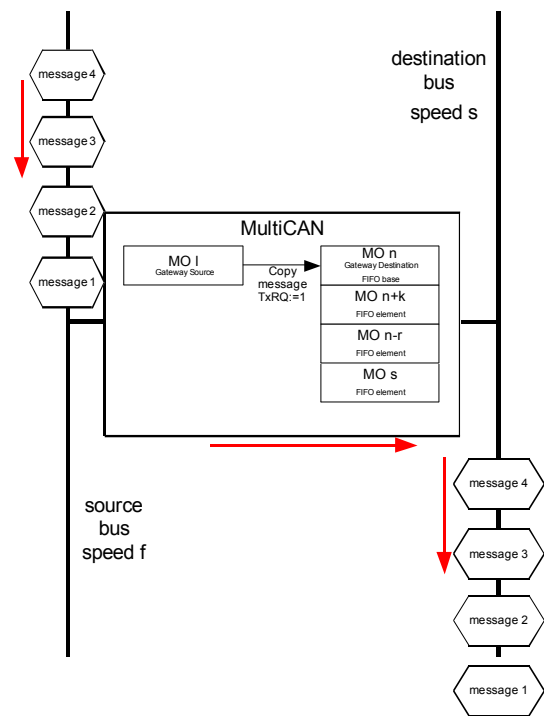 message 4
message 3
message 2
message 1
destination
bus
speed s
MultiCAN
MO l
Gateway Source
Copy
message
TxRQ:=1
MO n
Gateway Destination
FIFO base
MO n+k
FIFO element
MO n-r
FIFO element
MO s
FIFO element
source
bus
speed f
message 4
message 3
message 2
message 1